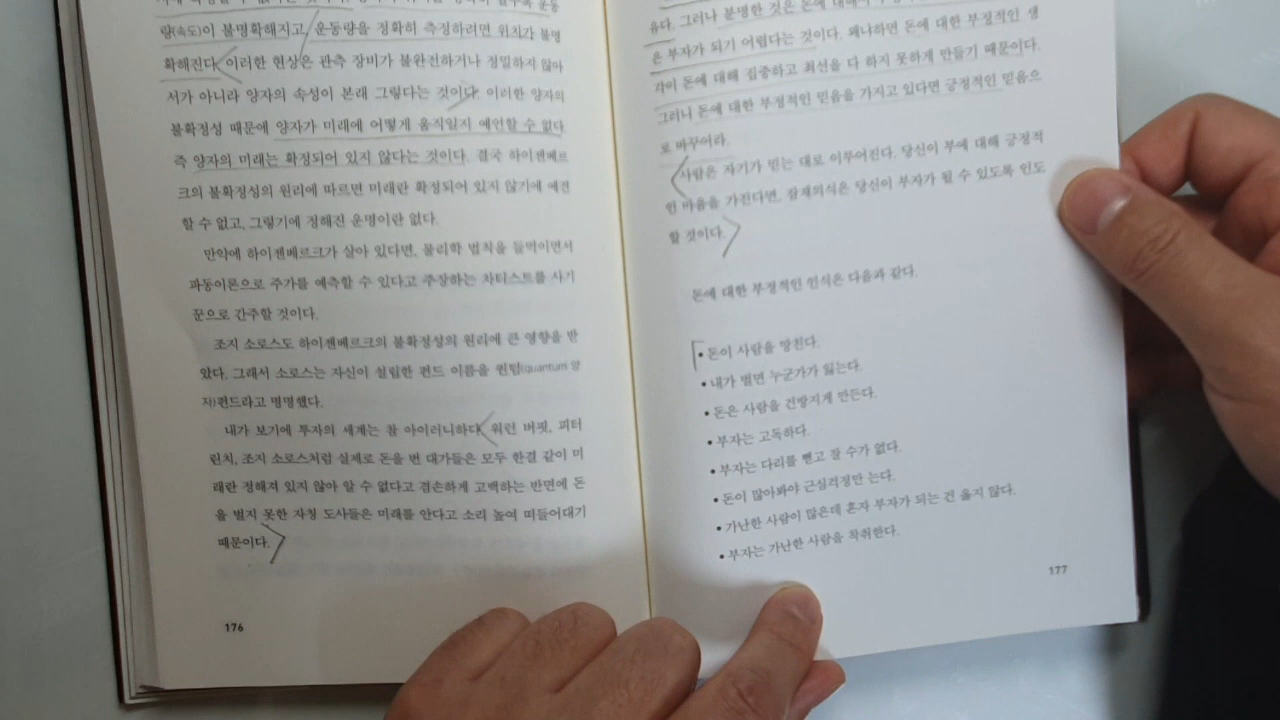 량(속도)이 불명확해지고, 운동량을 정확히 측정하려면 위치가 불명
확해진다. 이러한 현상은 관측 장비가 불완전하거나 정밀하지 않아
서가 아니라 양자의 속성이 본래 그렇다는 것이다. 이러한 양자의
불확정성 때문에 양자가 미래에 어떻게 움직일지 예언할 수 없다.
즉 양자의 미래는 확정되어 있지 않다는 것이다. 결국 하이젠베르
크의 불확정성의 원리에 따르면 미래란 확정되어 있지 않기에 예견
할 수 없고, 그렇기에 정해진 운명이란 없다.
만약에 하이젠베르크가 살아 있다면, 물리학 법칙을 들먹이면서
파동이론으로 주가를 예측할 수 있다고 주장하는 차티스트를 사기
꾼으로 간주할 것이다.
조지 소로스도 하이젠베르크의 불확정성의 원리에 큰 영향을 받
았다. 그래서 소로스는 자신이 설립한 펀드 이름을 퀀텀(quantum 양
자)펀드라고 명명했다.
내가 보기에 투자의 세계는 참 아이러니하다. 워런 버핏, 피터
린치, 조지 소로스처럼 실제로 돈을 번 대가들은 모두 한결 같이 미
래란 정해져 있지 않아 알 수 없다고 겸손하게 고백하는 반면에 돈
을 벌지 못한 자칭 도사들은 미래를 안다고 소리 높여 떠들어대기
때문이다.
176
유다. 그러나 분명한 것은 돈에 대해
은 부자가 되기 어렵다는 것이다. 왜냐하면 돈에 대한 부정적인 생
각이 돈에 대해 집중하고 최선을 다 하지 못하게 만들기 때문이다.
그러니 돈에 대한 부정적인 믿음을 가지고 있다면 긍정적인 믿음으
로 바꾸어라.
사람은 자기가 믿는 대로 이루어진다. 당신이 부에 대해 긍정적
인 마음을 가진다면, 잠재의식은 당신이 부자가 될 수 있도록 인도
할 것이다.
돈에 대한 부정적인 인식은 다음과 같다.
• 돈이 사람을 망친다.
• 내가 벌면 누군가가 잃는다.
• 돈은 사람을 건방지게 만든다.
• 부자는 고독하다.
• 부자는 다리를 뻗고 잘 수가 없다.
• 돈이 많아봐야 근심걱정만 는다.
• 가난한 사람이 많은데 혼자 부자가 되는 건 옳지 않다.
• 부자는 가난한 사람을 착취한다.
177